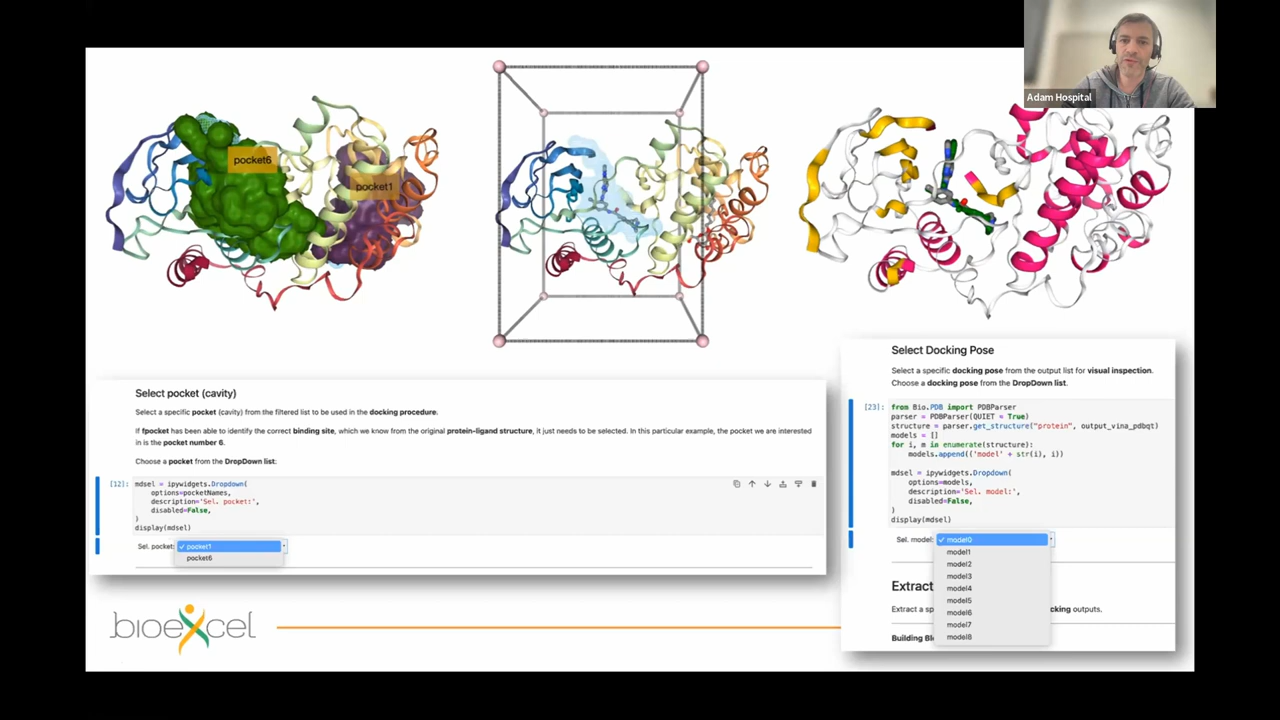 Adam Hospital
pocket6
pocket1
Select pocket (cavity)
Select a specific pocket (cavity) from the filtered list to be used in the docking procedure.
If fpocket has been able to identify the correct binding site, which we know from the original protein-ligand structure, it just needs to be selected. In this particular example, the pocket we are interested
in is the pocket number 6.
Choose a pocket from the DropDown list:
[12]: mdsel = ipywidgets.Dropdown(
options=pocketNames,
description='Sel. pocket:',
disabled=False,
)
display(mdsel)
Sel. pocket: ✓ pocket1
pocket6
Select Docking Pose
Select a specific docking pose from the output list for visual inspection.
Choose a docking pose from the DropDown list.
[23]: from Bio.PDB import PDBParser
parser = PDBParser(QUIET = True)
structure = parser.get_structure("protein", output_vina_pdbqt)
models = []
for i, m in enumerate(structure):
models.append(('model' + str(i), i))
mdsel = ipywidgets.Dropdown(
options=models,
description='Sel. model:',
disabled=False,
)
display(mdsel)
Sel. model: ✓ model0
model1
model2
model3
model4
model5
model6
model7
model8
Extract
Extract a sp
cking outputs.
Building Bl
bioexcel